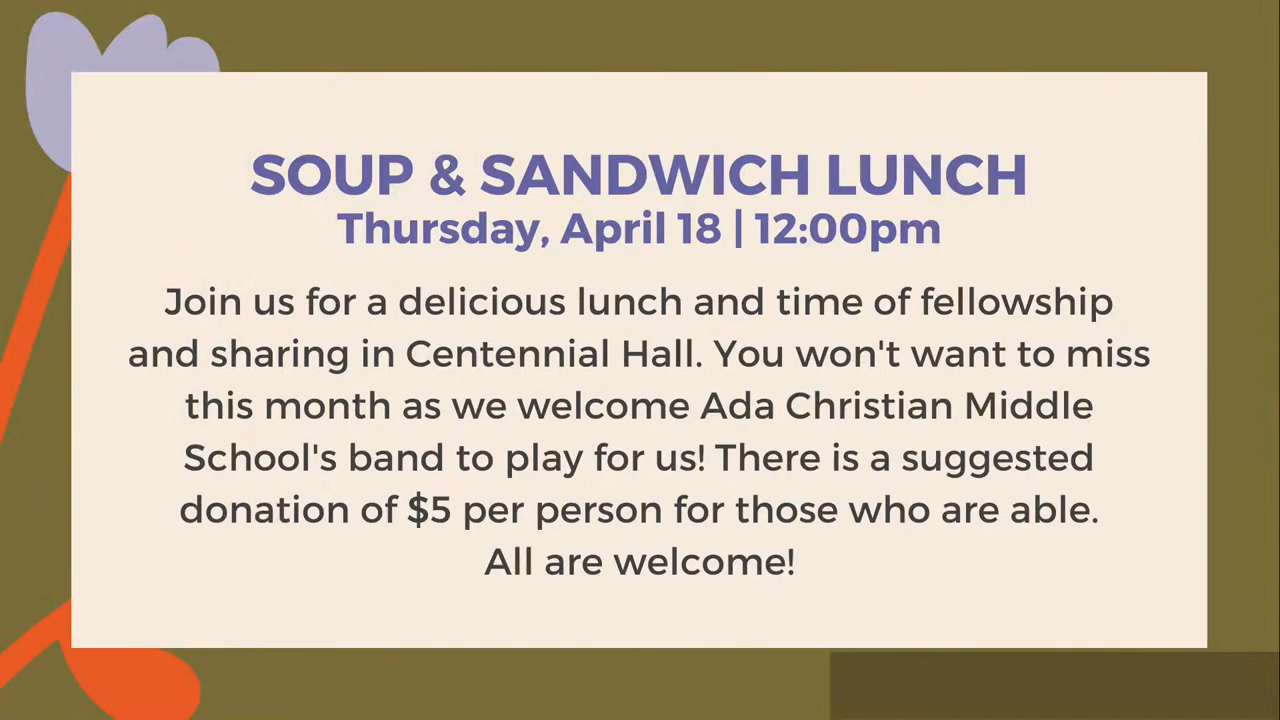 SOUP & SANDWICH LUNCH
Thursday, April 18 | 12:00pm
Join us for a delicious lunch and time of fellowship
and sharing in Centennial Hall. You won't want to miss
this month as we welcome Ada Christian Middle
School's band to play for us! There is a suggested
donation of $5 per person for those who are able.
All are welcome!